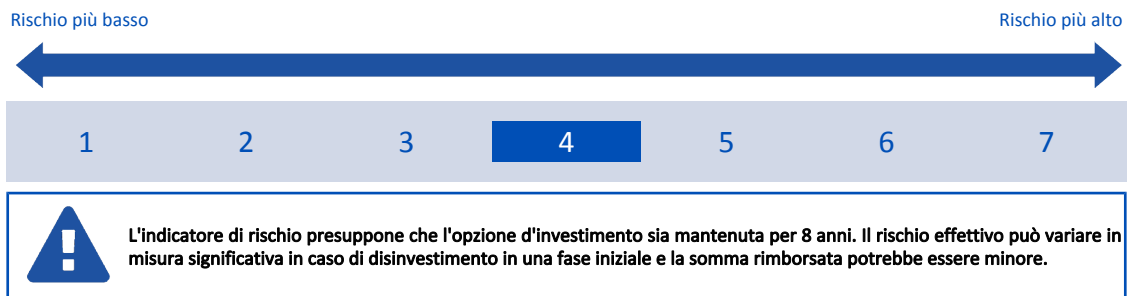 Rischio più basso Rischio più alto
1 2 3 4 5 6 7
L'indicatore di rischio presuppone che l'opzione d'investimento sia mantenuta per 8 anni. Il rischio effettivo può variare in
misura significativa in caso di disinvestimento in una fase iniziale e la somma rimborsata potrebbe essere minore.